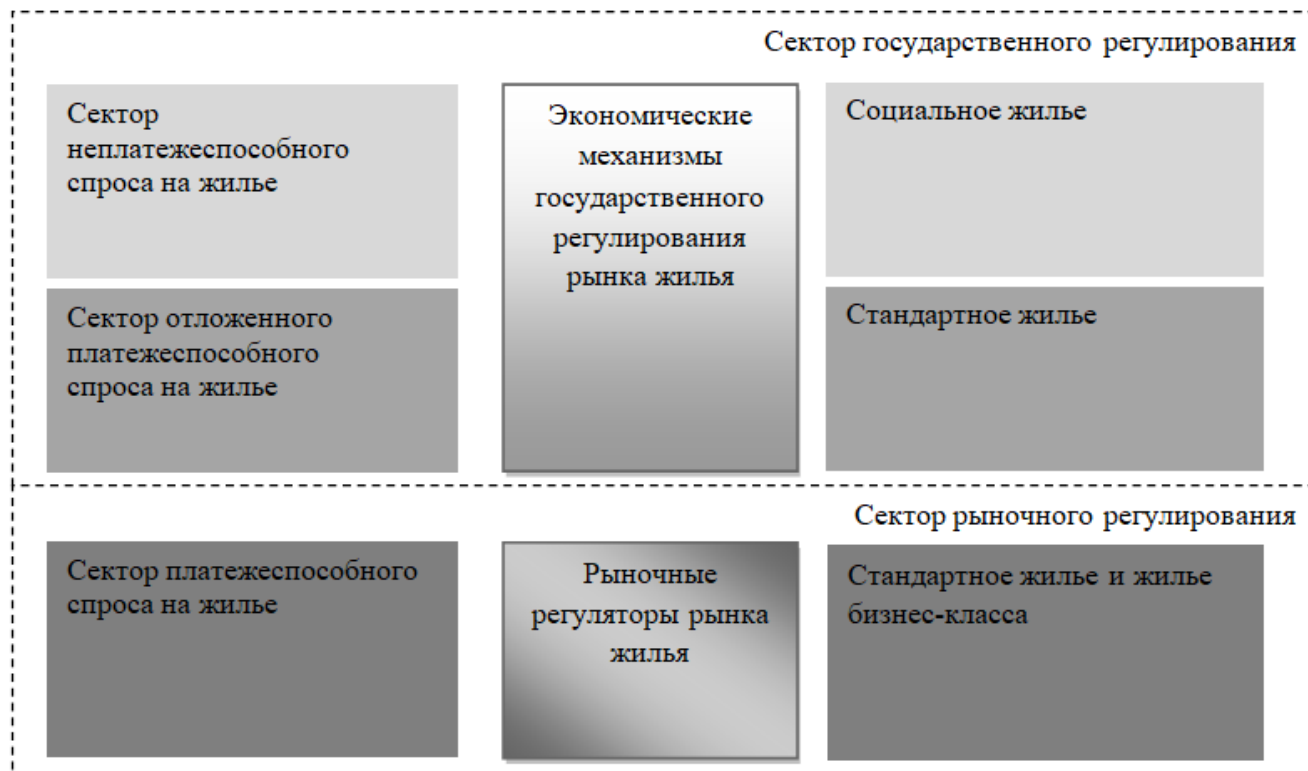 Сектор государственного регулирования
Сектор
неплатежеспособного
спроса на жилье
Экономические
механизмы
государственного
регулирования
рынка жилья
Социальное жилье
Сектор отложенного
платежеспособного
спроса на жилье
Стандартное жилье
Сектор рыночного регулирования
Сектор платежеспособного
спроса на жилье
Рыночные
регуляторы рынка
жилья
Стандартное жилье и жилье
бизнес-класса